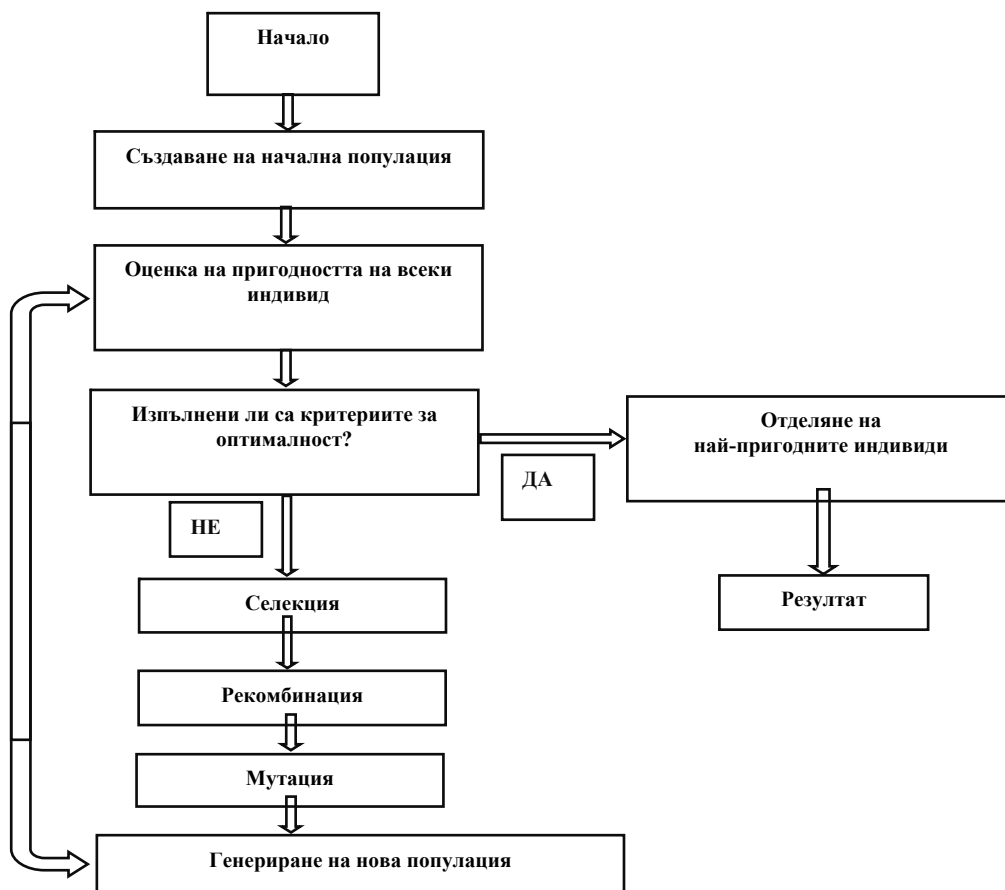 Начало
Създаване на начална популация
Оценка на пригодността на всеки
индивид
Изпълнени ли са критериите за
оптималност?
Отделяне на
най-пригодните индивиди
ДА
НЕ
Селекция
Резултат
Рекомбинация
Мутация
Генериране на нова популация